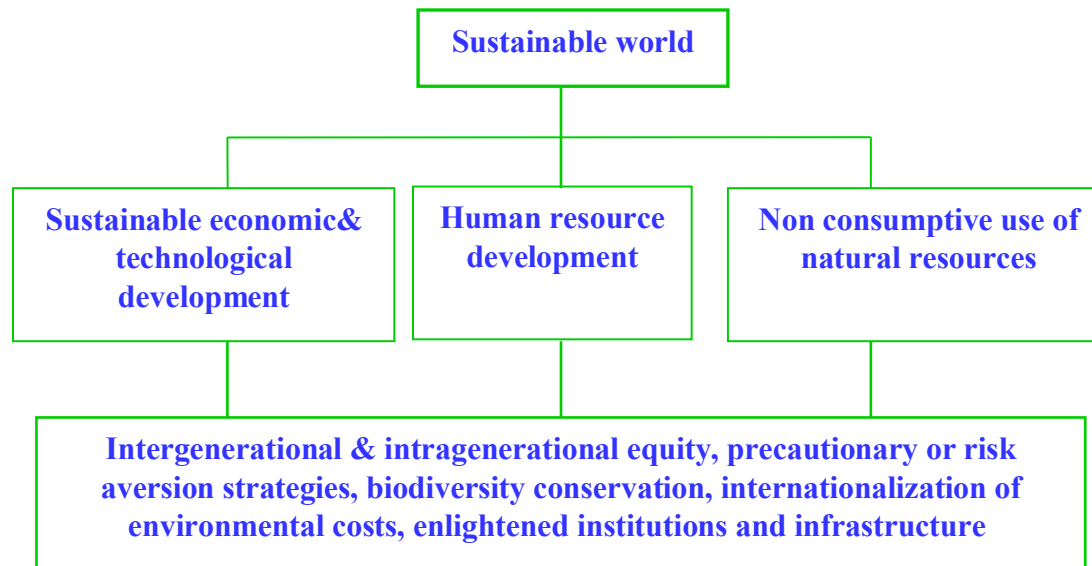 Sustainable world
Sustainable economic&
technological
development
Human resource
development
Non consumptive use of
natural resources
Intergenerational & intragenerational equity, precautionary or risk
aversion strategies, biodiversity conservation, internationalization of
environmental costs, enlightened institutions and infrastructure